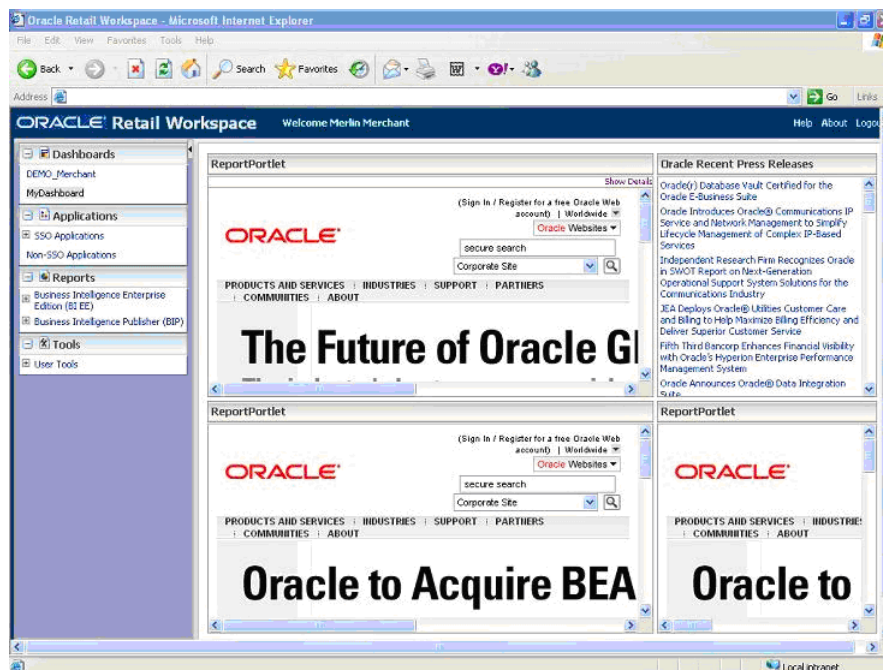 Oracle Retail Workspace - Microsoft Internet Explorer
File Edit View Favorites Tools Help
Back Search Favorites
Address Go Links
ORACLE Retail Workspace Welcome Merlin Merchant Help About Logou
Dashboards
DEMO_Merchant
MyDashboard
Applications
SSO Applications
Non-SSO Applications
Reports
Business Intelligence Enterprise
Edition (BI EE)
Business Intelligence Publisher (BIP)
Tools
User Tools
ReportPortlet
Show Details
(Sign In / Register for a free Oracle Web
account) | Worldwide
ORACLE
Oracle Websites
secure search
Corporate Site
PRODUCTS AND SERVICES INDUSTRIES SUPPORT PARTNERS
COMMUNITIES ABOUT
The Future of Oracle Gl
Oracle Recent Press Releases
Oracle(r) Database Vault Certified for the
Oracle E-Business Suite
Oracle Introduces Oracle® Communications IP
Service and Network Management to Simplify
Lifecycle Management of Complex IP-Based
Services
Independent Research Firm Recognizes Oracle
in SWOT Report on Next-Generation
Operational Support System Solutions for the
Communications Industry
JEA Deploys Oracle® Utilities Customer Care
and Billing to Help Maximize Billing Efficiency and
Deliver Superior Customer Service
Fifth Third Bancorp Enhances Financial Visibility
with Oracle's Hyperion Enterprise Performance
Management System
Oracle Announces Oracle® Data Integration
Suite
ReportPortlet
(Sign In / Register for a free Oracle Web
account) | Worldwide
ORACLE
Oracle Websites
secure search
Corporate Site
PRODUCTS AND SERVICES INDUSTRIES SUPPORT PARTNERS
COMMUNITIES ABOUT
Oracle to Acquire BEA
ReportPortlet
ORACLE
PRODUCTS AND SERVICES INDUSTRIES
COMMUNITIES ABOUT
Oracle to
Local intranet